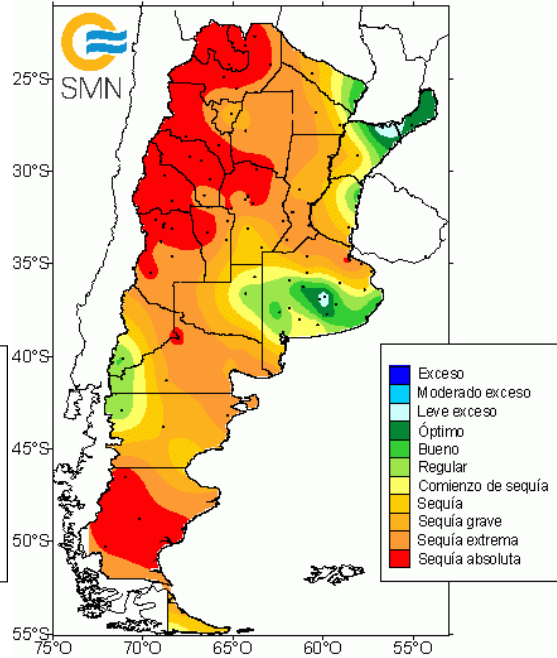 SMN
25°S
30°S
35°S
40°S
45°S
50°S
55°S
75°O
70°O
65°O
60°O
55°O
Exceso
Moderado exceso
Leve exceso
Óptimo
Bueno
Regular
Comienzo de sequía
Sequía
Sequía grave
Sequía extrema
Sequía absoluta